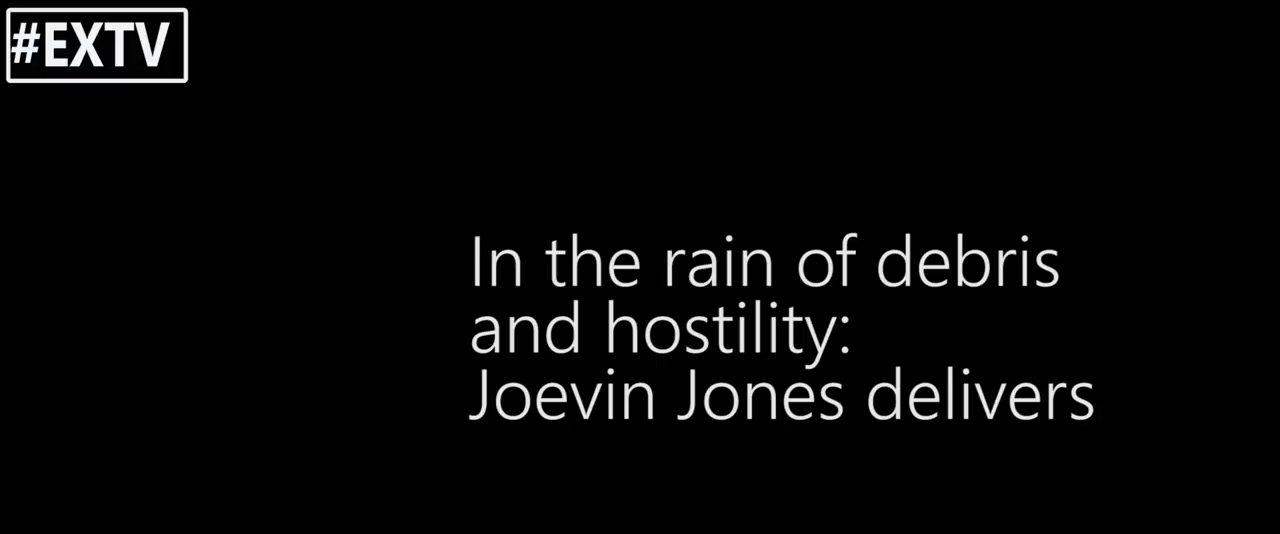 #EXTV
In the rain of debris
and hostility:
Joevin Jones delivers